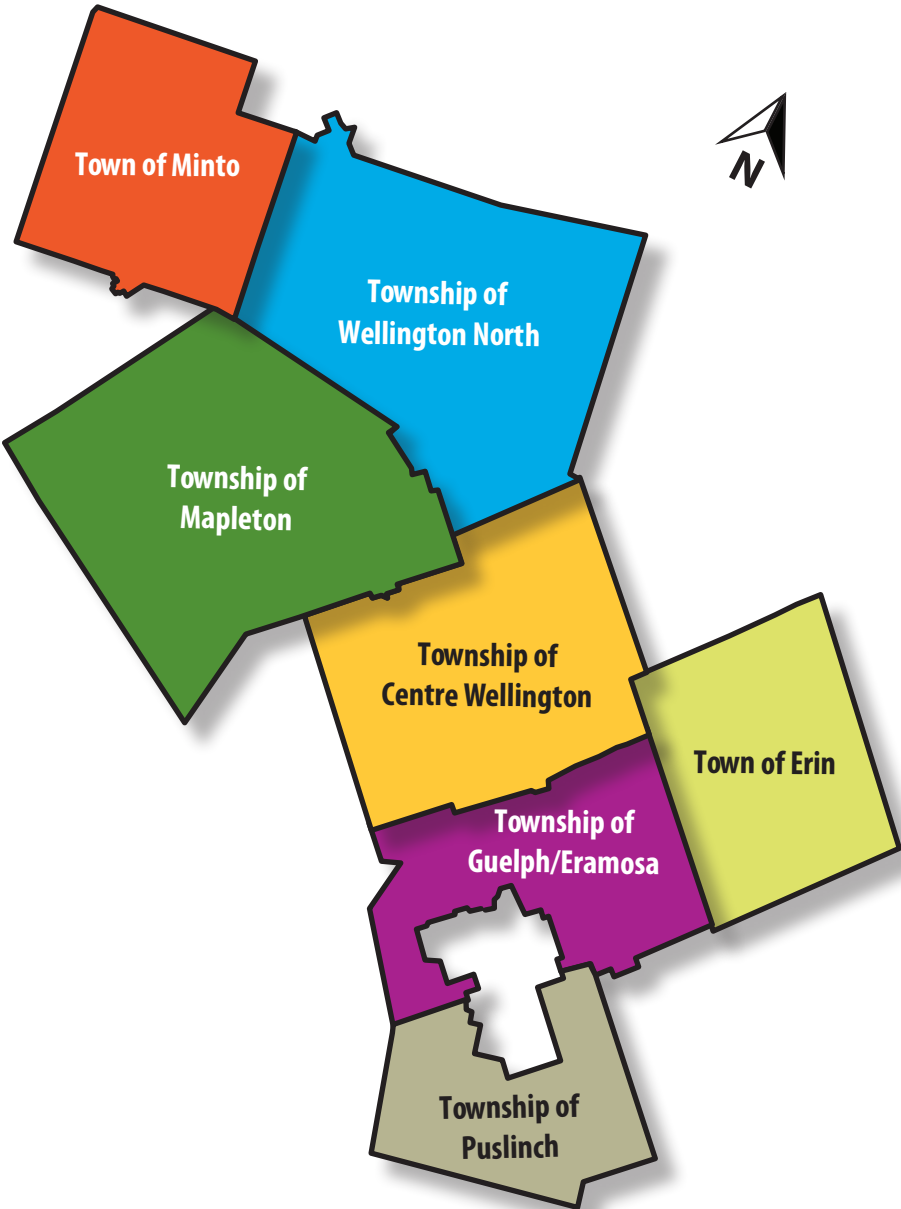 Town of Minto
N
Township of
Wellington North
Township of
Mapleton
Township of
Centre Wellington
Town of Erin
Township of
Guelph/Eramosa
Township of
Puslinch